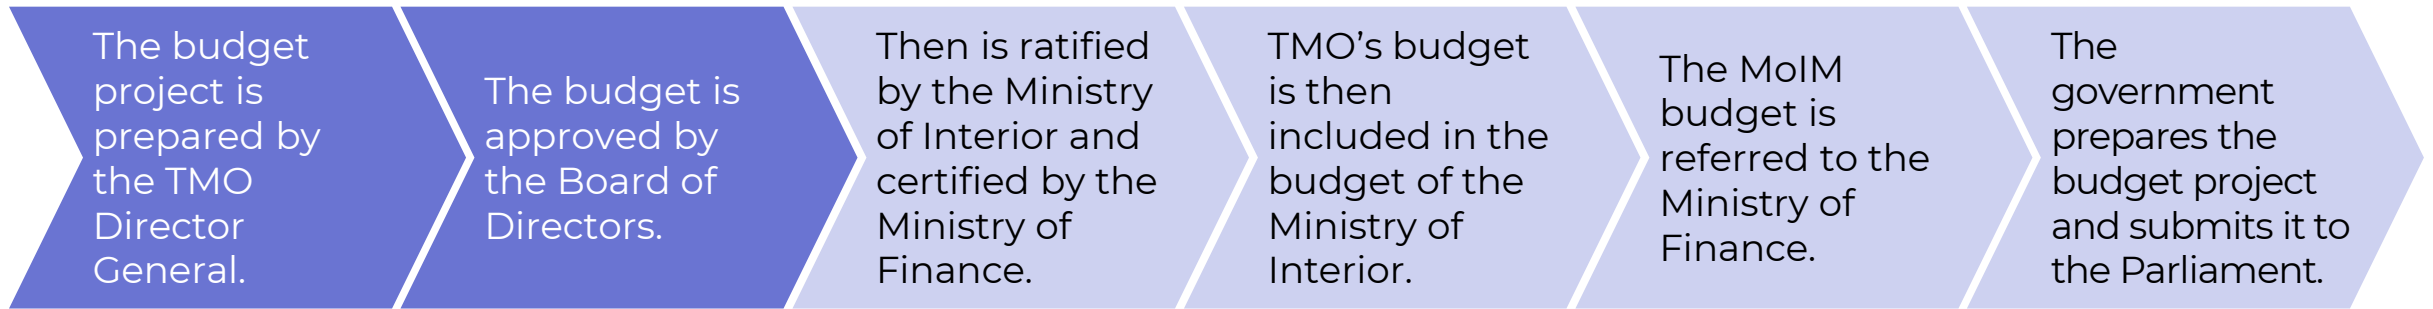 The budget
project is
prepared by
the TMO
Director
General.
The budget is
approved by
the Board of
Directors.
Then is ratified
by the Ministry
of Interior and
certified by the
Ministry of
Finance.
TMO’s budget
is then
included in the
budget of the
Ministry of
Interior.
The MoIM
budget is
referred to the
Ministry of
Finance.
The
government
prepares the
budget project
and submits it to
the Parliament.